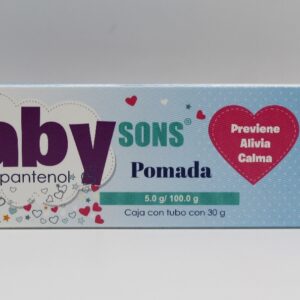 aby SONS®
pantenol
Pomada
5.0 g/ 100.0 g
Caja con tubo con 30 g
Previene
Alivia
Calma